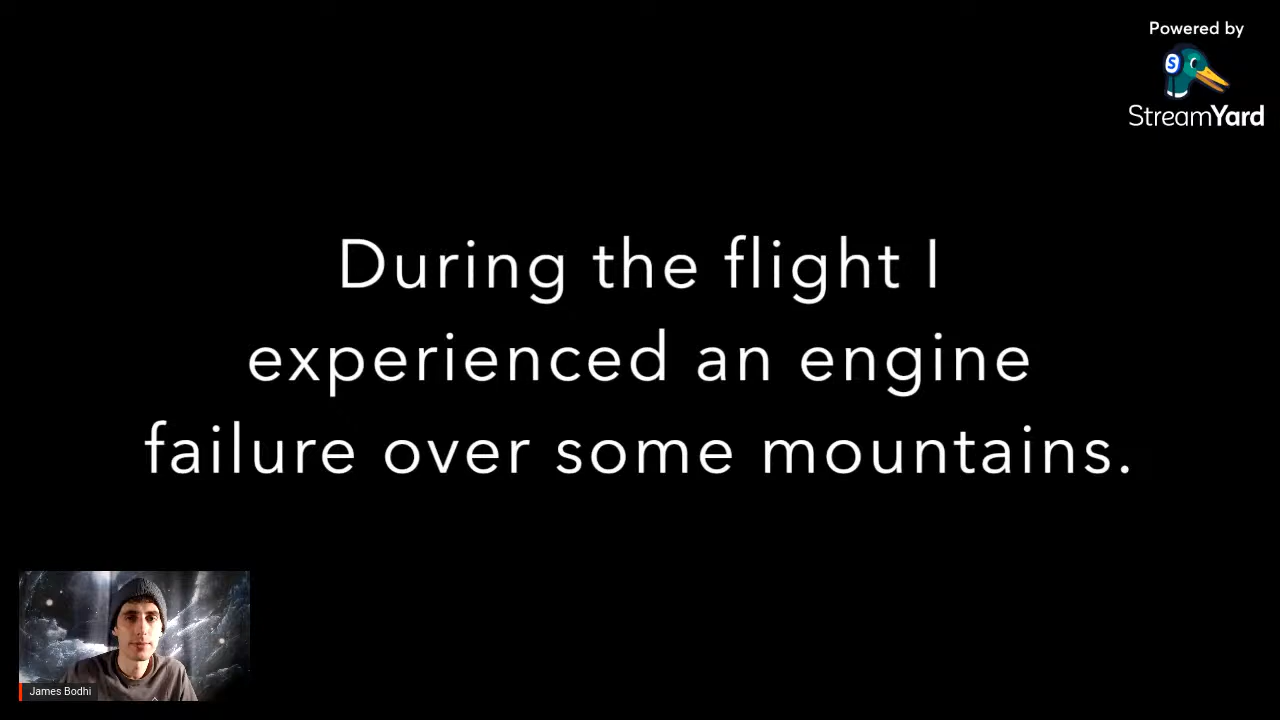 Powered by
S
StreamYard
During the flight I
experienced an engine
failure over some mountains.
James Bodhi